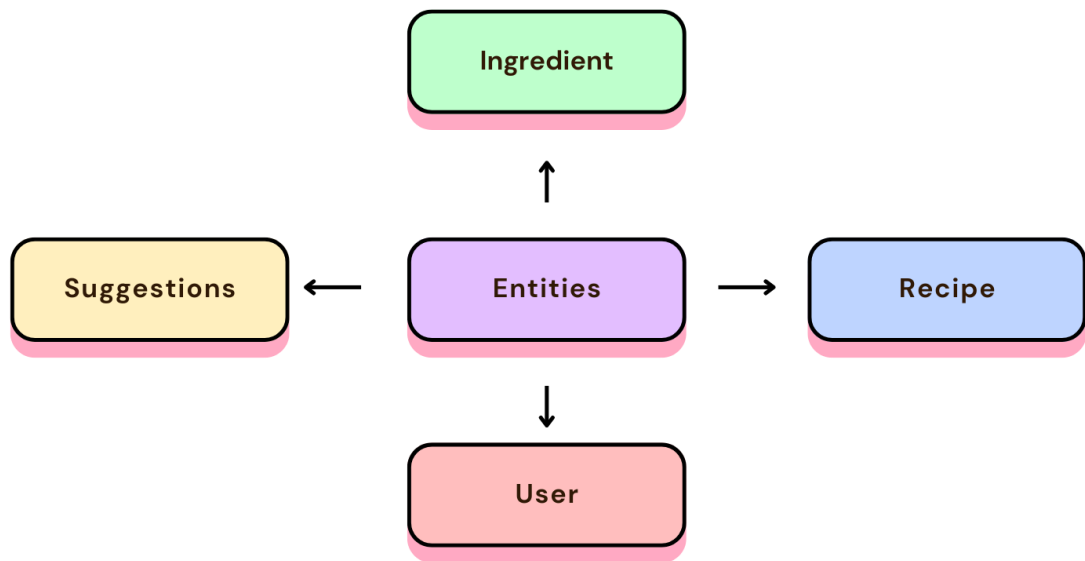 Ingredient
Suggestions
Entities
Recipe
User